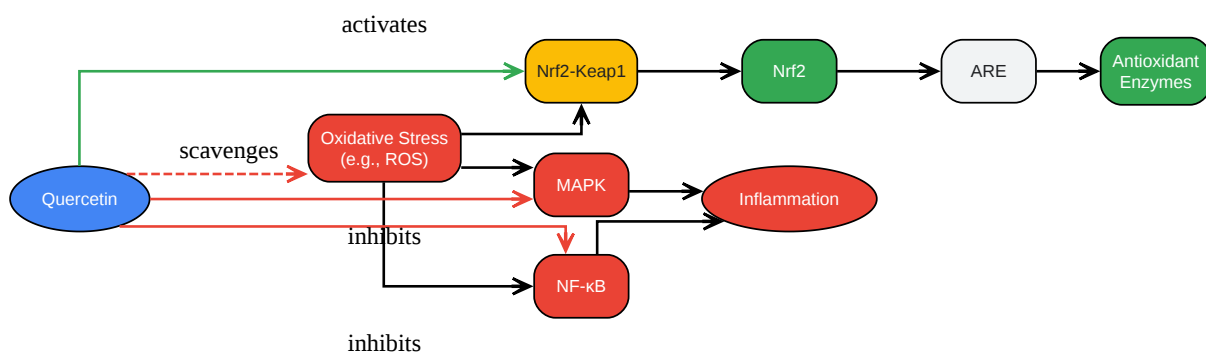 activates
Nrf2-Keap1
Nrf2
ARE
Antioxidant
Enzymes
Oxidative Stress
(e.g., ROS)
scavenges
MAPK
Quercetin
Inflammation
inhibits
NF-κB
inhibits